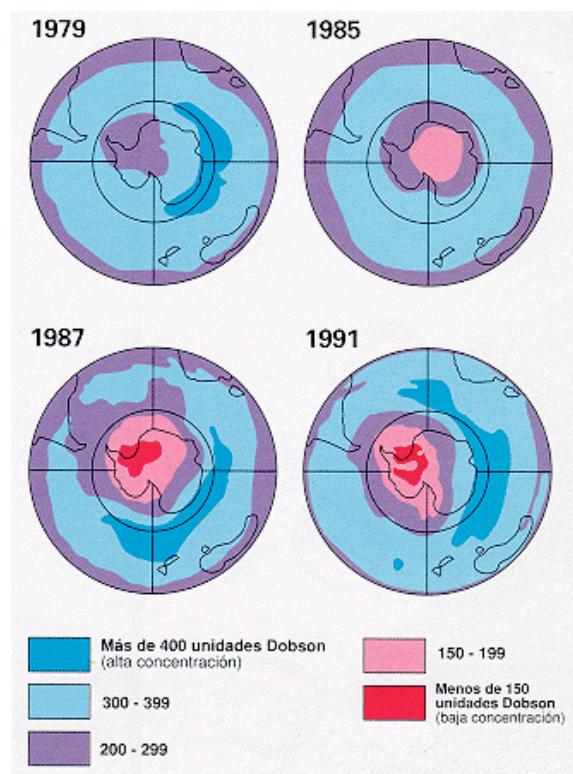 1979
1985
1987
1991
Más de 400 unidades Dobson
(alta concentración)
300 - 399
200 - 299
150 - 199
Menos de 150
unidades Dobson
(baja concentración)